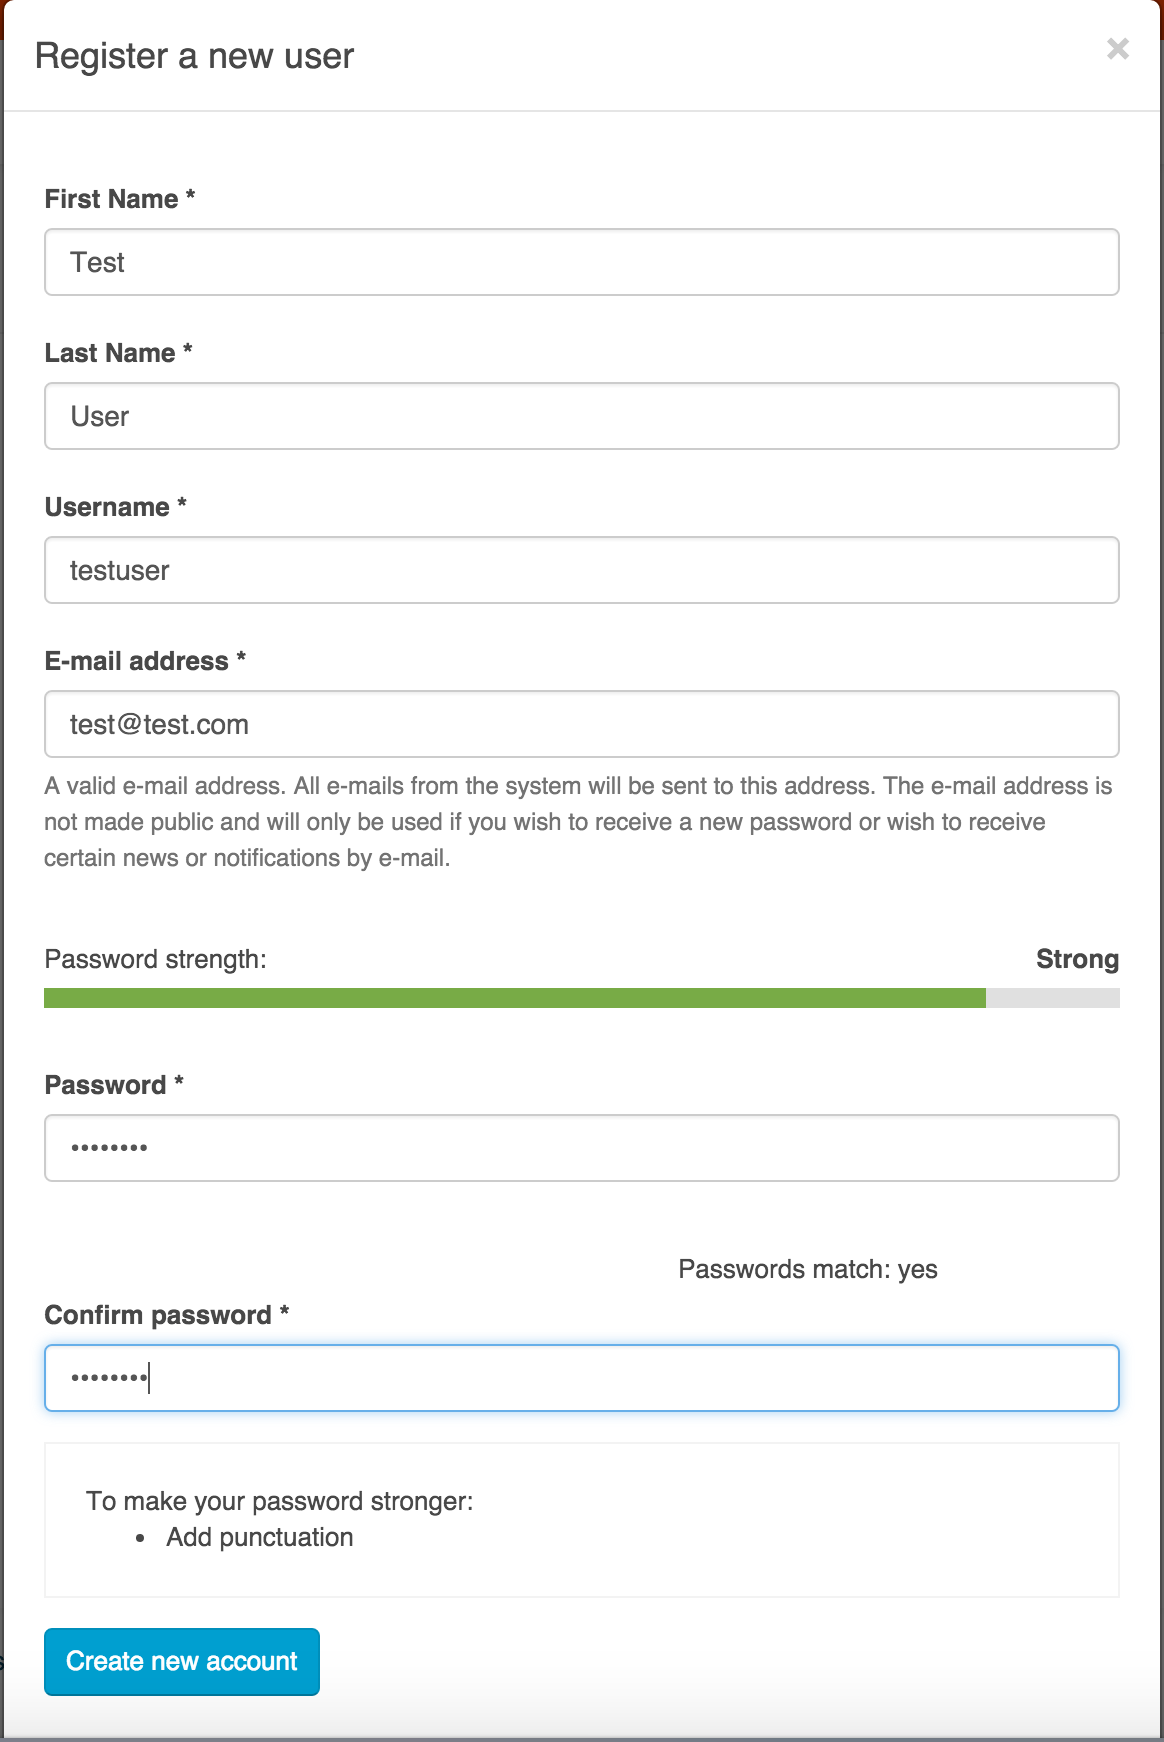 Register a new user
×
First Name *
Test
Last Name *
User
Username *
testuser
E-mail address *
test@test.com
A valid e-mail address. All e-mails from the system will be sent to this address. The e-mail address is
not made public and will only be used if you wish to receive a new password or wish to receive
certain news or notifications by e-mail.
Password strength: Strong
Password *
••••••••
Passwords match: yes
Confirm password *
••••••••
To make your password stronger:
• Add punctuation
Create new account